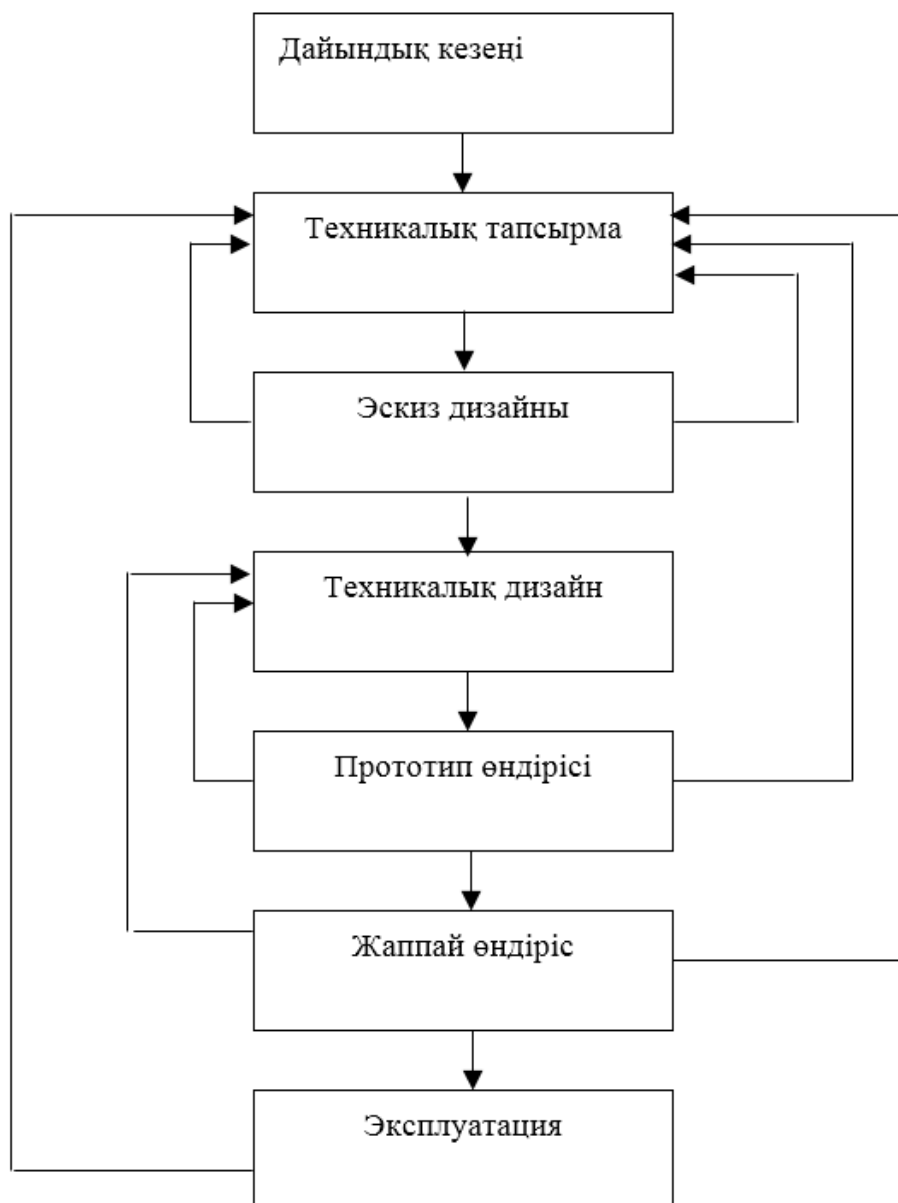 Дайындық кезеңі
Техникалық тапсырма
Эскиз дизайны
Техникалық дизайн
Прототип өндірісі
Жаппай өндіріс
Эксплуатация